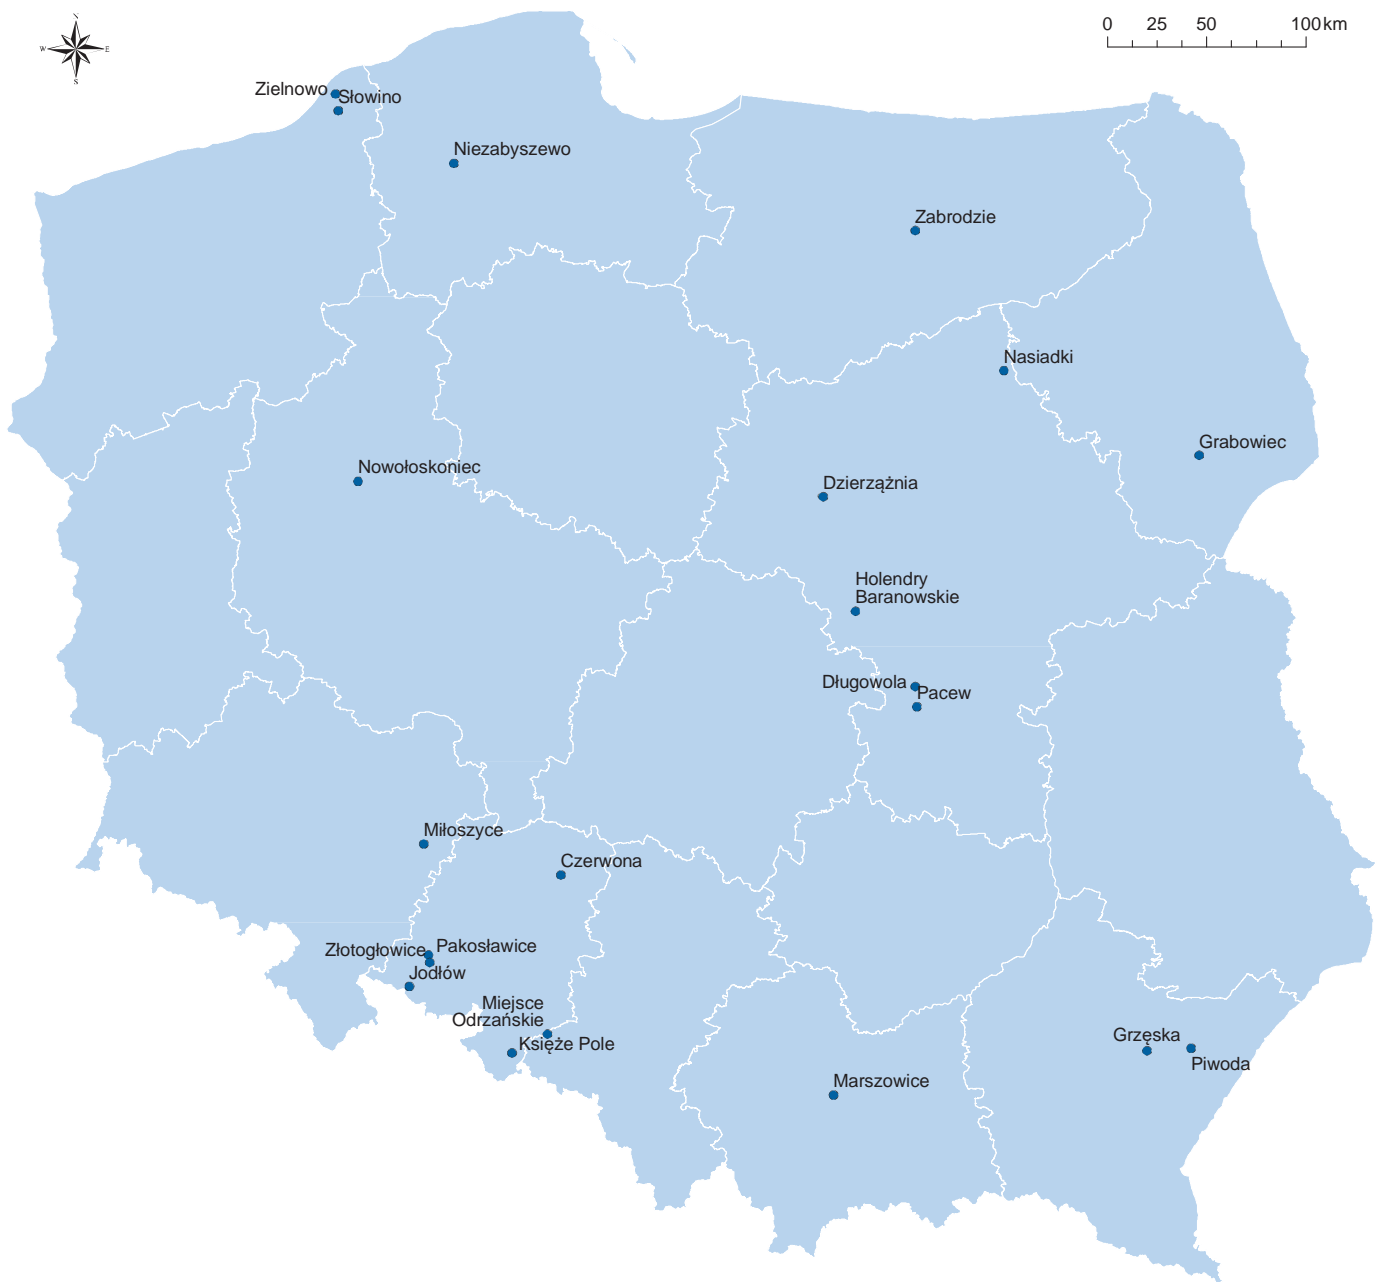 N
W E
S
0 25 50 100 km
Zielnowo
Słowino
Niezabyszewo
Zabrodzie
Nasiadki
Grabowiec
Nowołoskoniec
Dzierzążnia
Holendry
Baranowskie
Długowola
Pacew
Miłoszyce
Czerwona
Złotogłowice
Pakosławice
Jodłów
Miejsce
Odrzańskie
Księże Pole
Grzęska
Piwoda
Marszowice